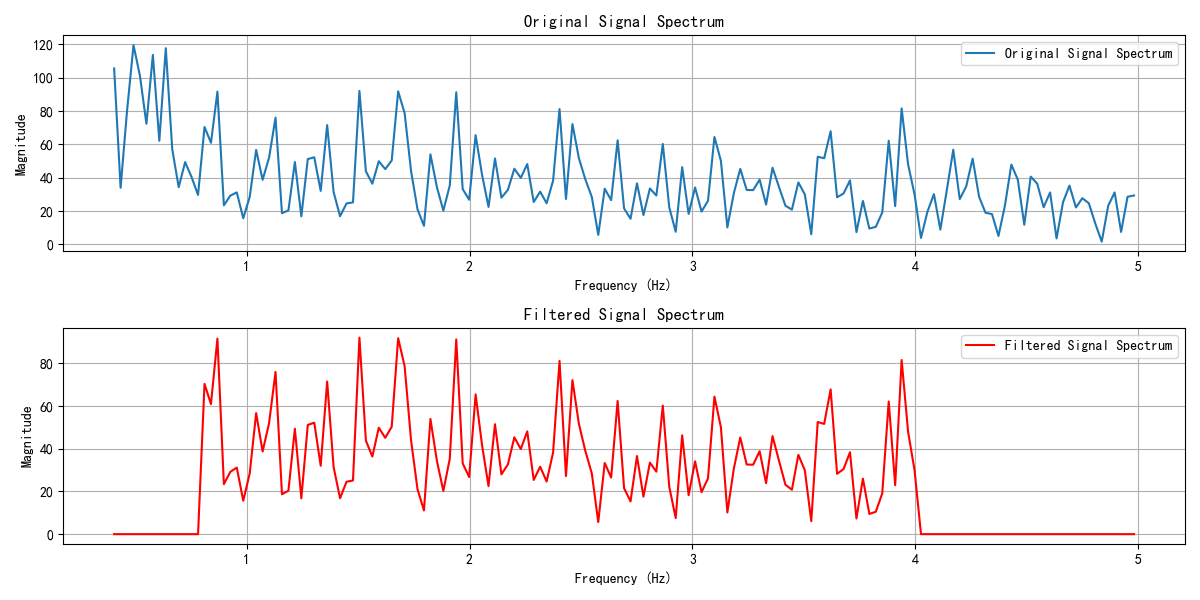 Original Signal Spectrum
Original Signal Spectrum
Magnitude
120
100
80
60
40
20
0
1 2 3 4 5
Frequency (Hz)
Filtered Signal Spectrum
Filtered Signal Spectrum
Magnitude
80
60
40
20
0
1 2 3 4 5
Frequency (Hz)